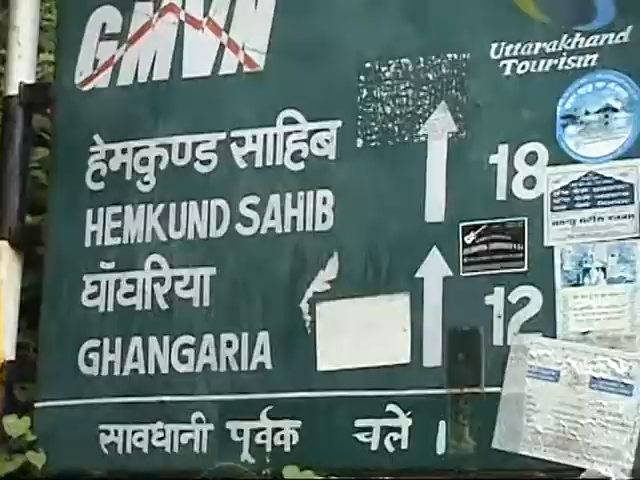 GMVN
Uttarakhand
Tourism
हेमकुण्ड साहिब
HEMKUND SAHIB 18
घाँघरिया
GHANGARIA 12
सावधानी पूर्वक चलें ।